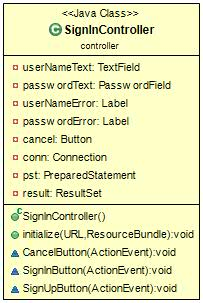 <<Java Class>>
SignInController
controller
userNameText: TextField
passwordText: PasswordField
userNameError: Label
passwordError: Label
cancel: Button
conn: Connection
pst: PreparedStatement
result: ResultSet
SignInController()
initialize(URL,ResourceBundle):void
CancelButton(ActionEvent):void
SignInButton(ActionEvent):void
SignUpButton(ActionEvent):void